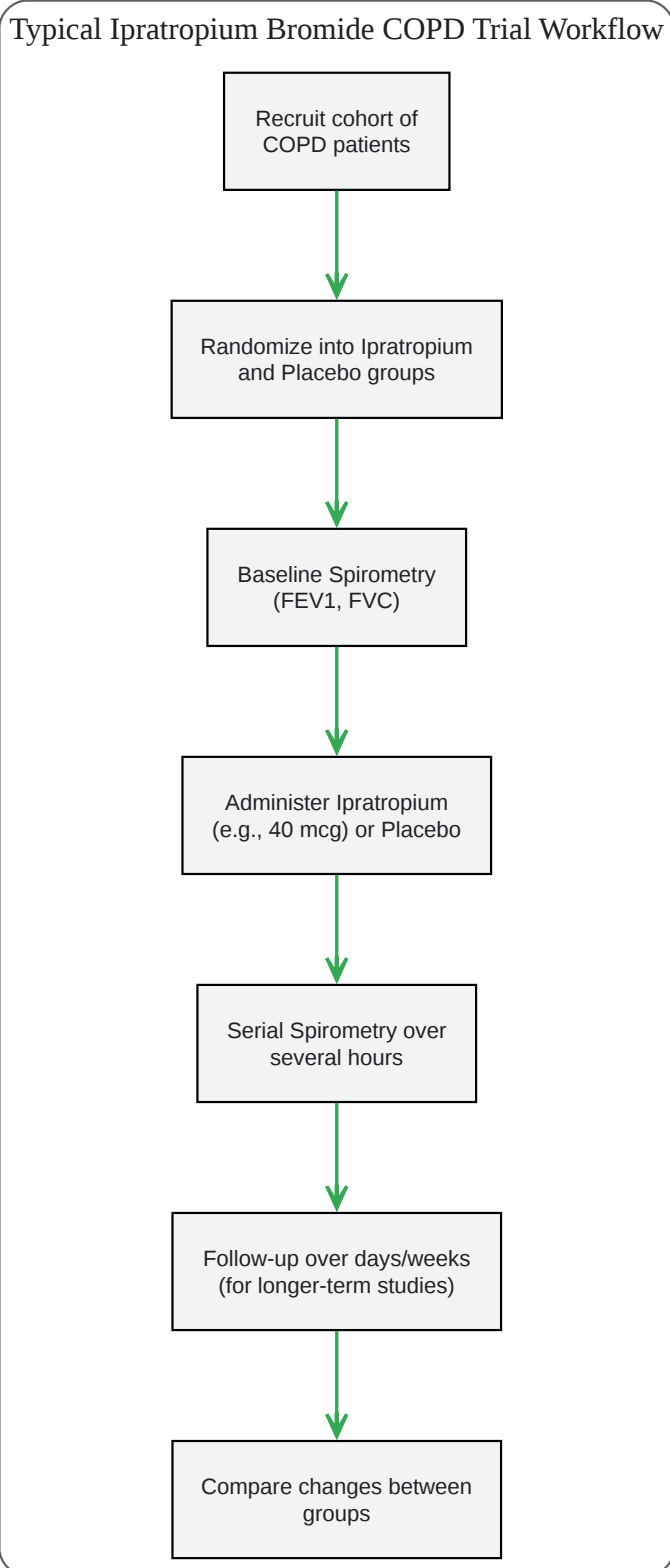 Typical Ipratropium Bromide COPD Trial Workflow
Recruit cohort of
COPD patients
Randomize into Ipratropium
and Placebo groups
Baseline Spirometry
(FEV1, FVC)
Administer Ipratropium
(e.g., 40 mcg) or Placebo
Serial Spirometry over
several hours
Follow-up over days/weeks
(for longer-term studies)
Compare changes between
groups